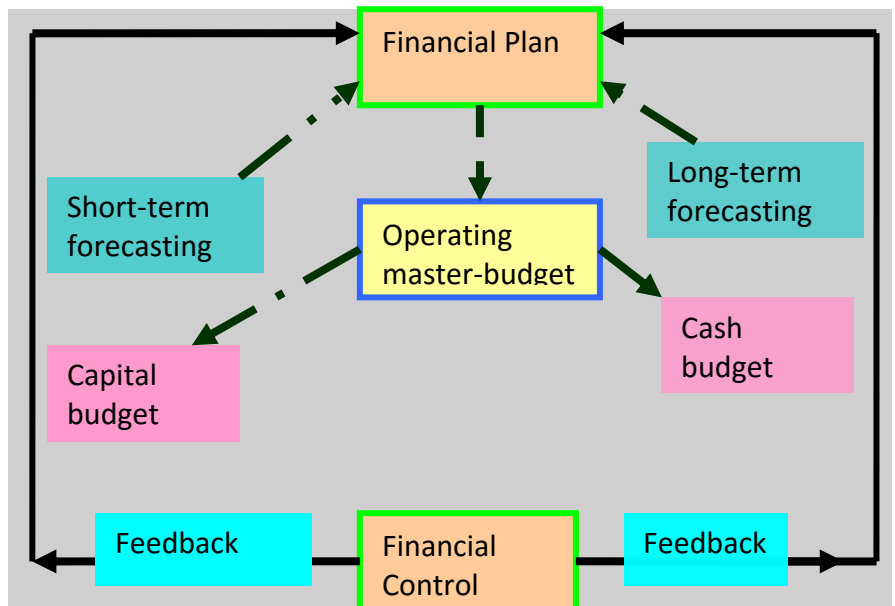 Financial Plan
Short-term
forecasting
Long-term
forecasting
Operating
master-budget
Capital
budget
Cash
budget
Feedback
Financial
Control
Feedback